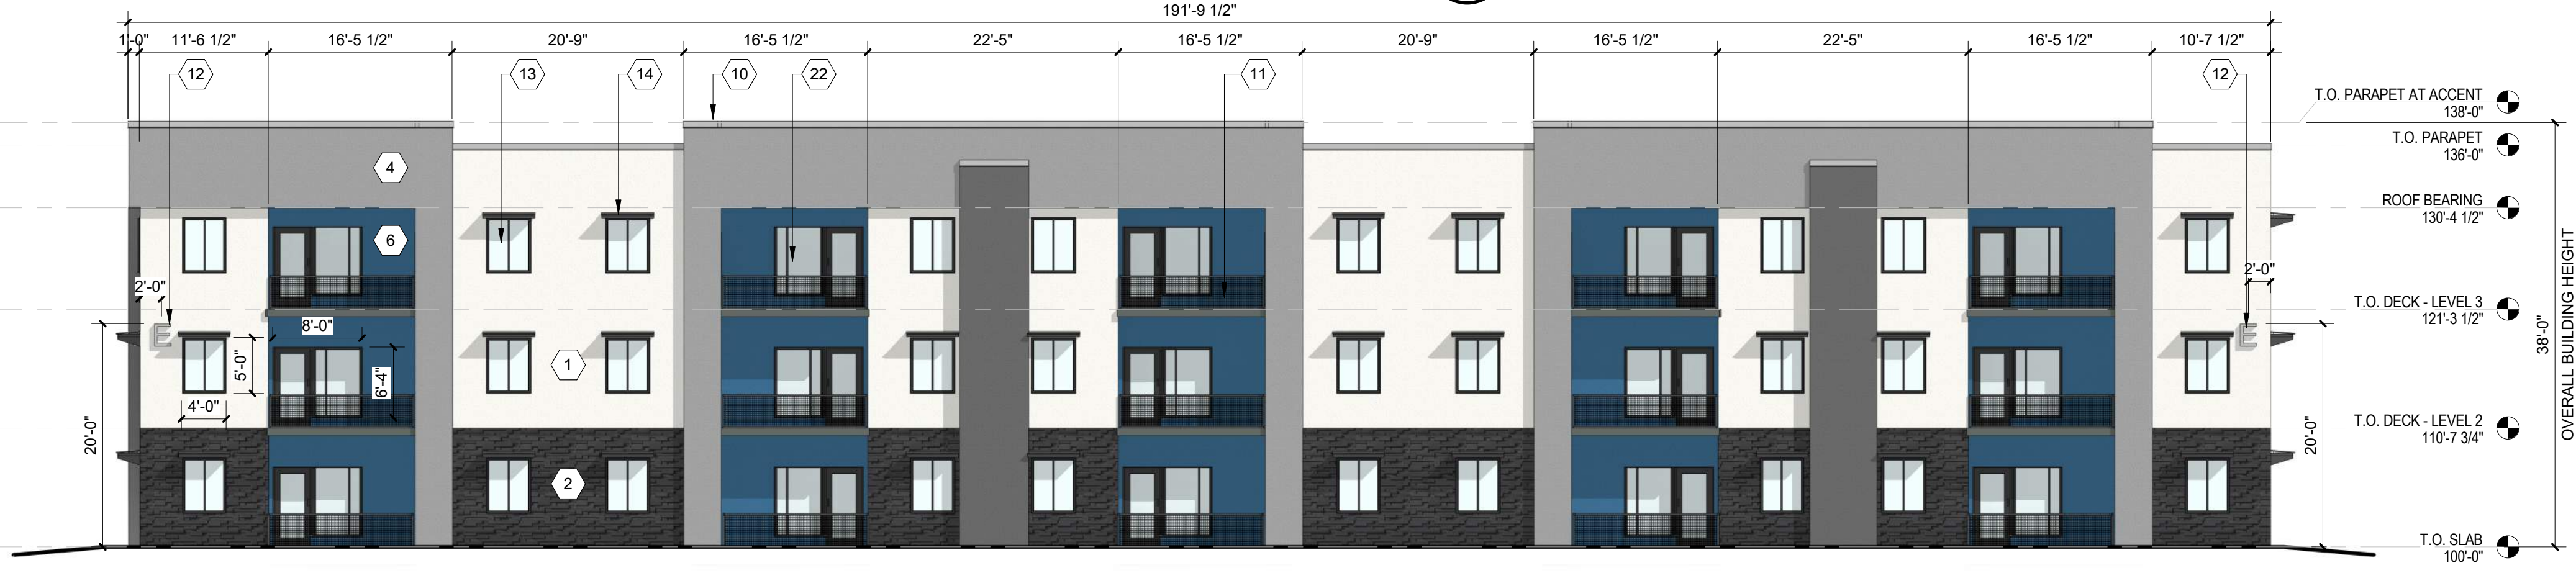 191'-9 1/2"
1'-0" 11'-6 1/2" 16'-5 1/2" 20'-9" 16'-5 1/2" 22'-5" 16'-5 1/2" 20'-9" 16'-5 1/2" 22'-5" 16'-5 1/2" 10'-7 1/2"
12 13 14 10 22 11 12
T.O. PARAPET AT ACCENT
138'-0"
T.O. PARAPET
136'-0"
4
ROOF BEARING
130'-4 1/2"
6
2'-0" 2'-0"
T.O. DECK - LEVEL 3
121'-3 1/2"
E 8'-0" E
5'-0" 6'-4" 1
4'-0"
20'-0" 20'-0"
T.O. DECK - LEVEL 2
110'-7 3/4"
2
T.O. SLAB
100'-0"
38'-0"
OVERALL BUILDING HEIGHT